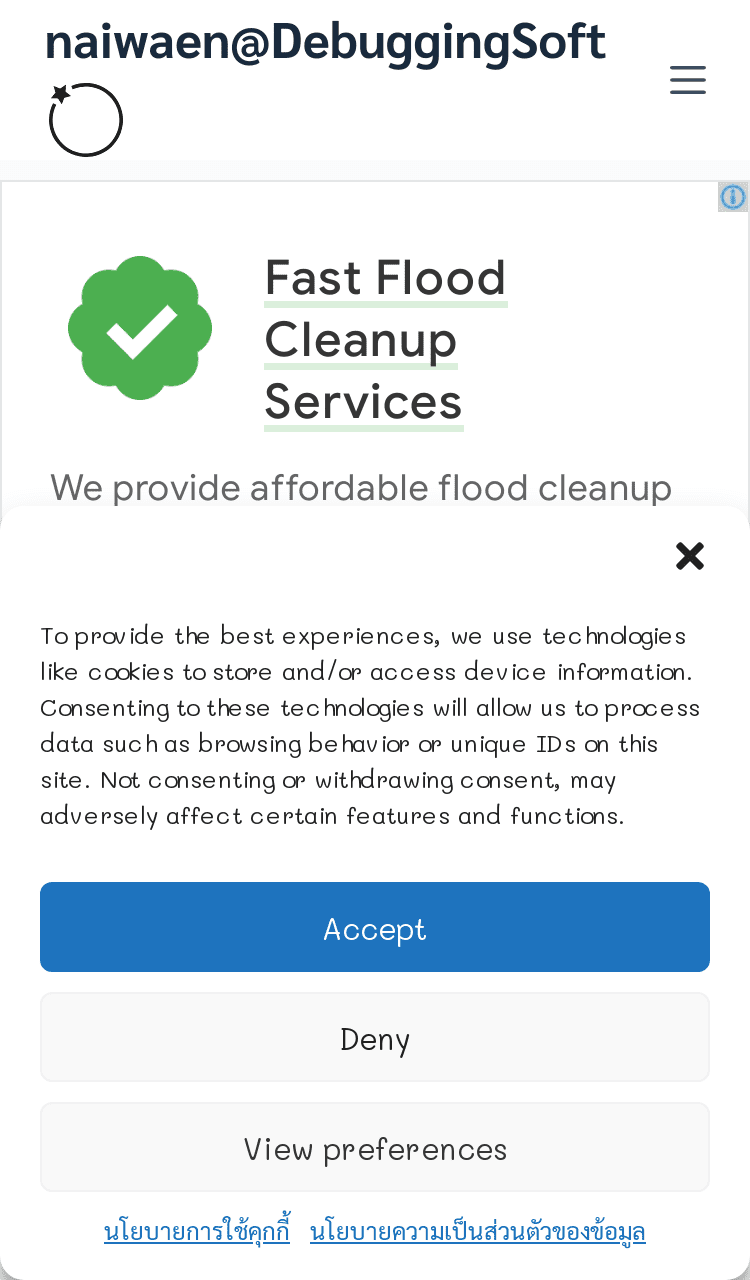 naiwaen@DebuggingSoft
Fast Flood
Cleanup
Services
We provide affordable flood cleanup
To provide the best experiences, we use technologies
like cookies to store and/or access device information.
Consenting to these technologies will allow us to process
data such as browsing behavior or unique IDs on this
site. Not consenting or withdrawing consent, may
adversely affect certain features and functions.
Accept
Deny
View preferences
นโยบายการใช้คุกกี้ นโยบายความเป็นส่วนตัวของข้อมูล